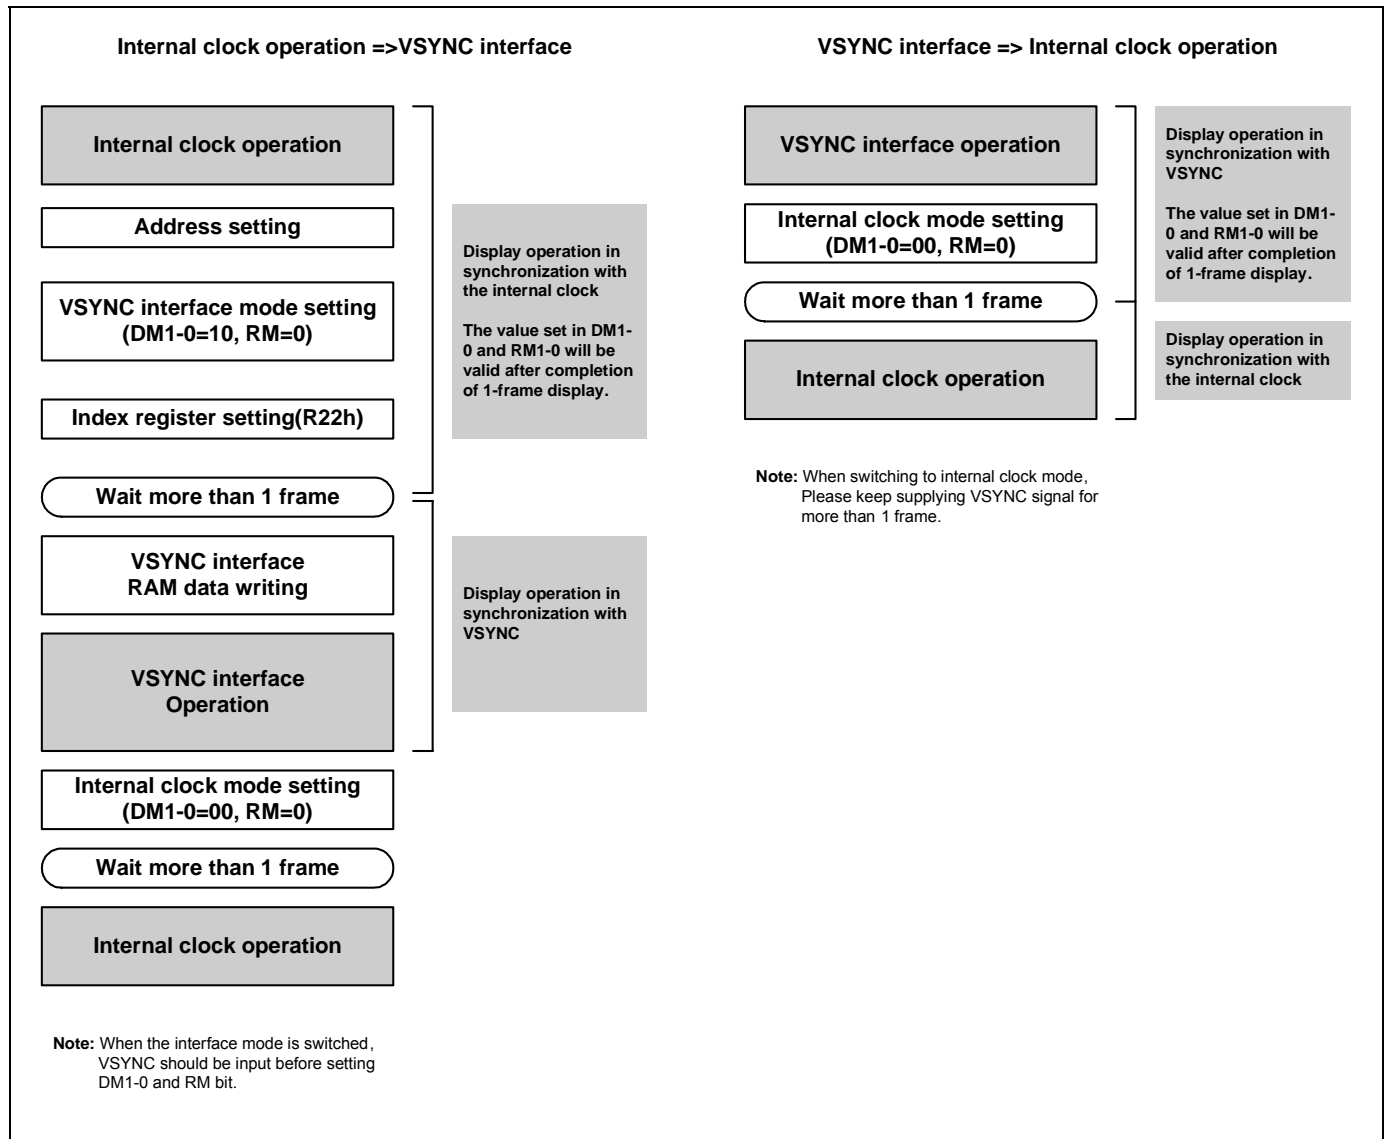 Internal clock operation =>VSYNC interface
Internal clock operation
Address setting
VSYNC interface mode setting
(DM1-0=10, RM=0)
Index register setting(R22h)
Wait more than 1 frame
VSYNC interface
RAM data writing
VSYNC interface
Operation
Internal clock mode setting
(DM1-0=00, RM=0)
Wait more than 1 frame
Internal clock operation
Display operation in
synchronization with
the internal clock
The value set in DM1-
0 and RM1-0 will be
valid after completion
of 1-frame display.
Display operation in
synchronization with
VSYNC
Note: When the interface mode is switched,
VSYNC should be input before setting
DM1-0 and RM bit.
VSYNC interface => Internal clock operation
VSYNC interface operation
Internal clock mode setting
(DM1-0=00, RM=0)
Wait more than 1 frame
Internal clock operation
Display operation in
synchronization with
VSYNC
The value set in DM1-
0 and RM1-0 will be
valid after completion
of 1-frame display.
Display operation in
synchronization with
the internal clock
Note: When switching to internal clock mode,
Please keep supplying VSYNC signal for
more than 1 frame.